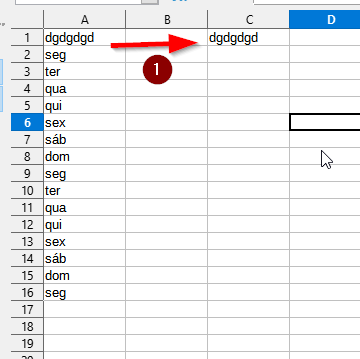 A B C D
1 dgdgdgd dgdgdgd
2 seg
3 ter
1
4 qua
5 qui
6 sex
7 sáb
8 dom
9 seg
10 ter
11 qua
12 qui
13 sex
14 sáb
15 dom
16 seg
17
18
19
20